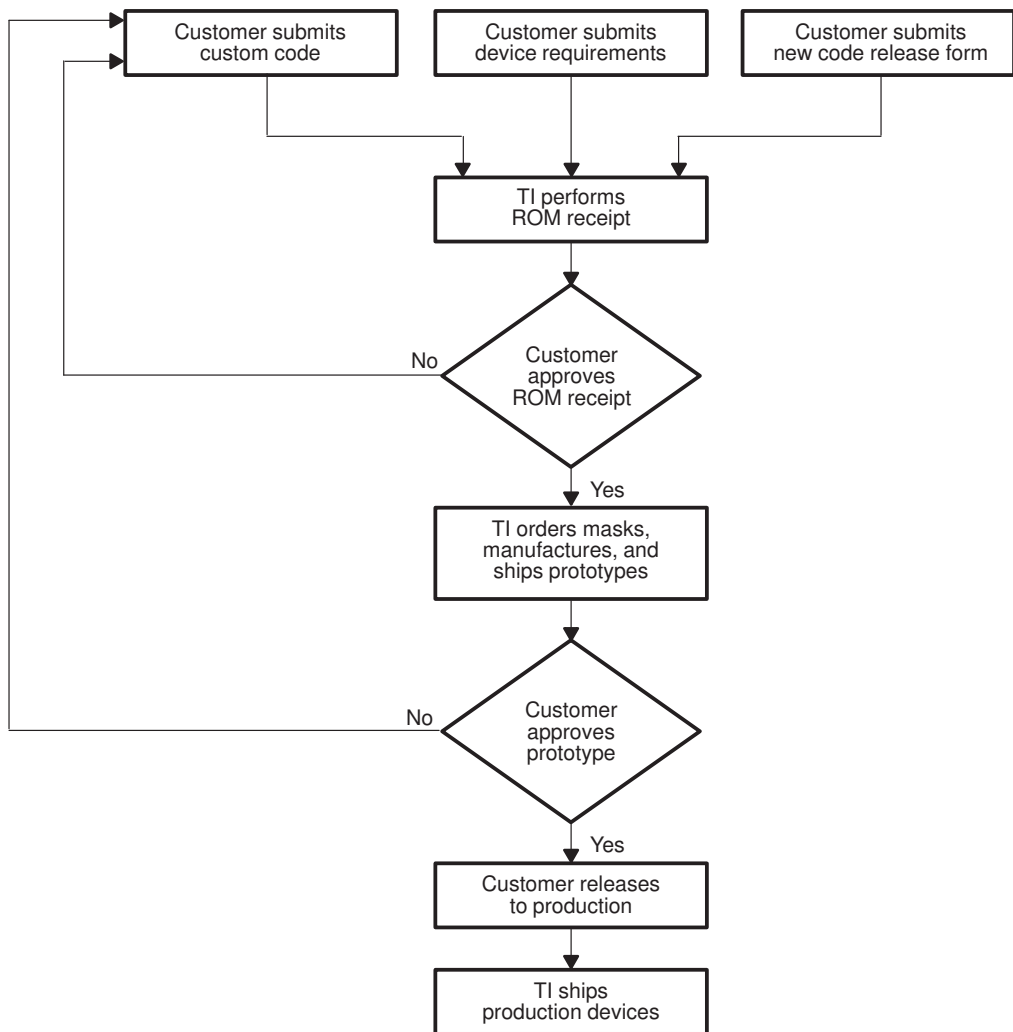 Customer submits
custom code
Customer submits
device requirements
Customer submits
new code release form
TI performs
ROM receipt
No
Customer
approves
ROM receipt
Yes
TI orders masks,
manufactures, and
ships prototypes
No
Customer
approves
prototype
Yes
Customer releases
to production
TI ships
production devices